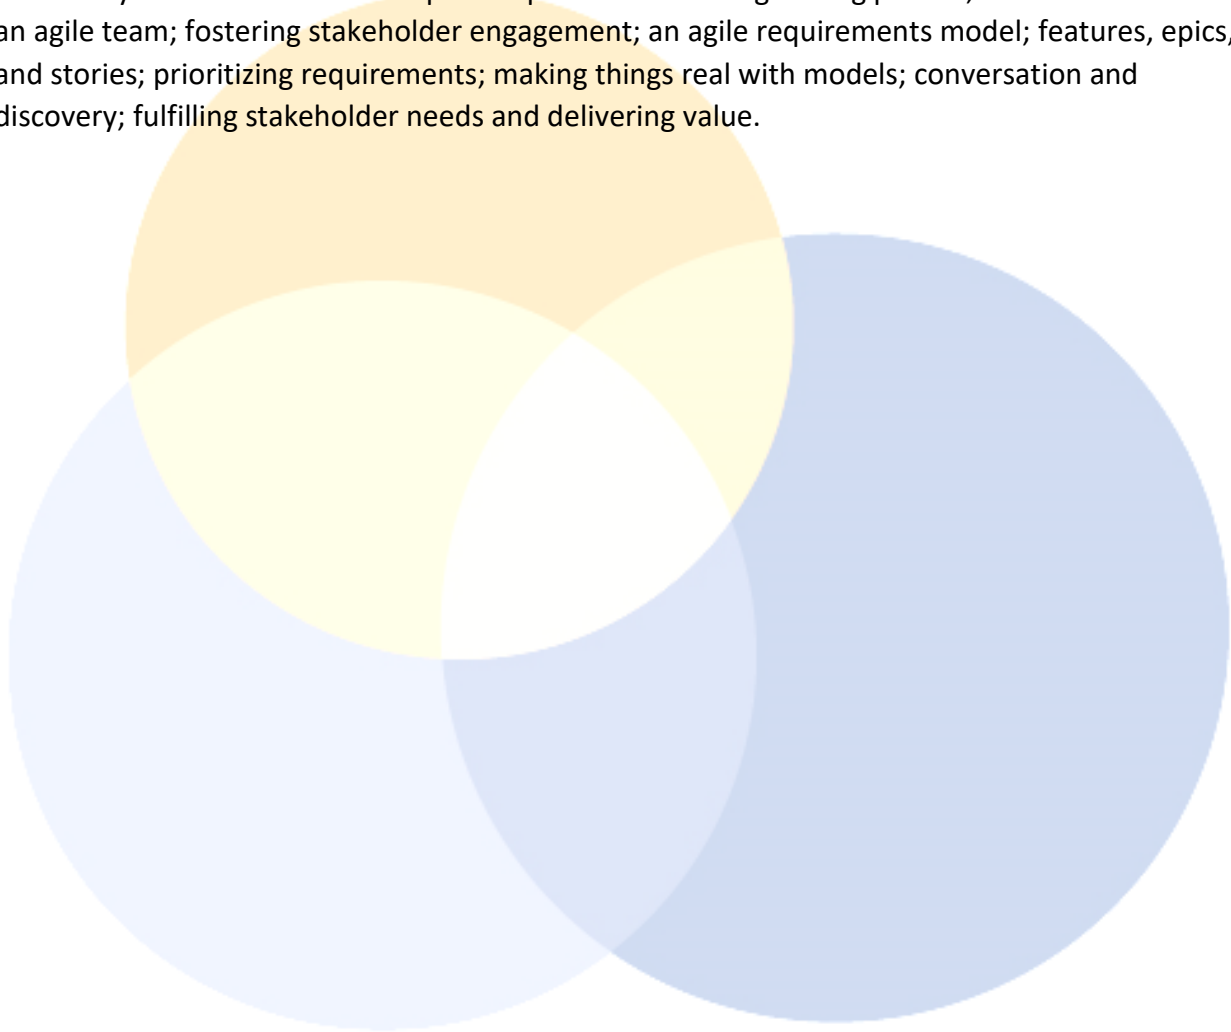 an agile team; fostering stakeholder engagement; an agile requirements model; features, epics,
and stories; prioritizing requirements; making things real with models; conversation and
discovery; fulfilling stakeholder needs and delivering value.